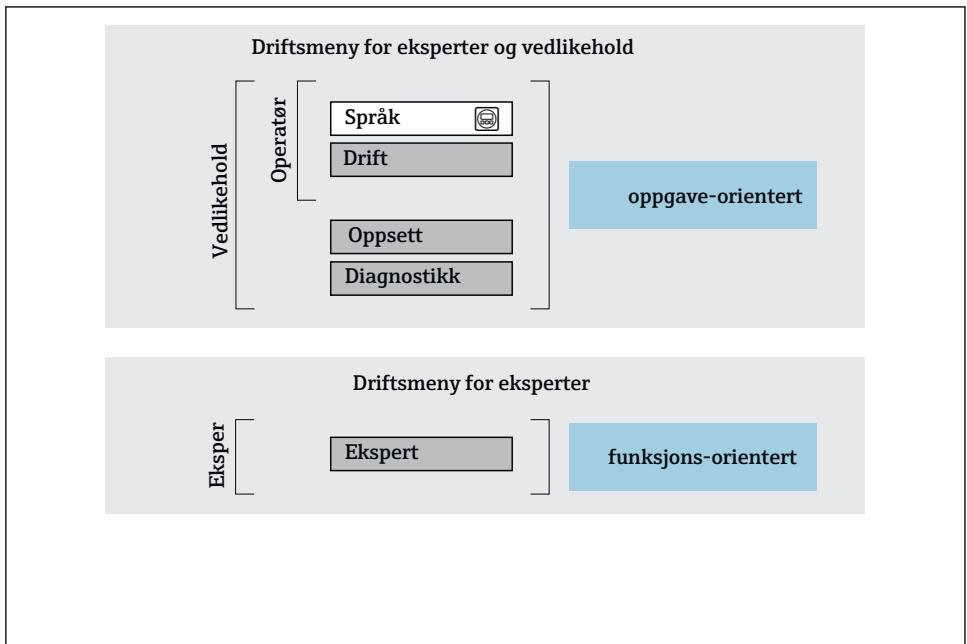 Driftsmeny for eksperter og vedlikehold
Vedlikehold
Operatør
Språk
Drift
Oppsett
Diagnostikk
oppgave-orientert
Driftsmeny for eksperter
Eksper
Ekspert
funksjons-orientert